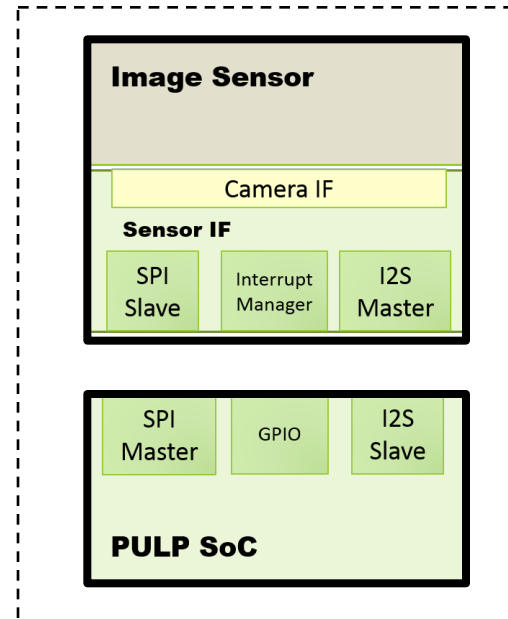 Image Sensor
Camera IF
Sensor IF
SPI
Slave
Interrupt
Manager
I2S
Master
SPI
Master
GPIO
I2S
Slave
PULP SoC